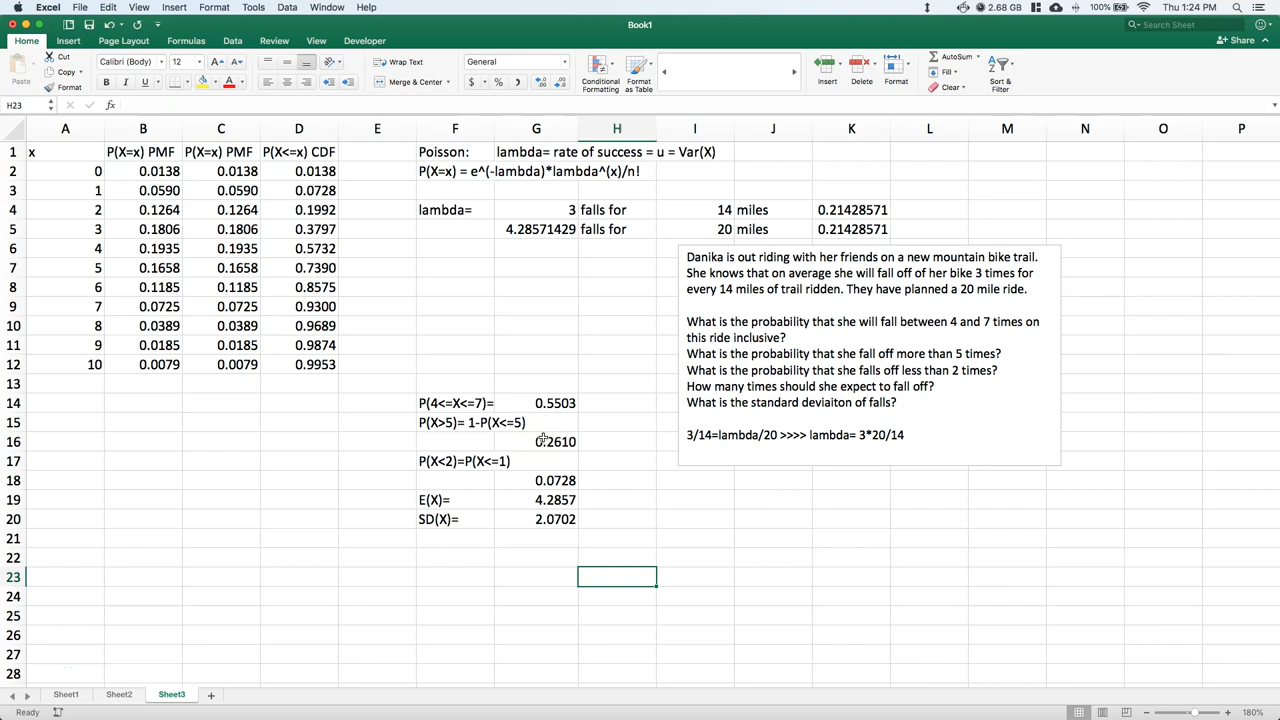 Excel File Edit View Insert Format Tools Data Window Help 2.68 GB 100% Thu 1:24 PM
Book1 Search Sheet
Home Insert Page Layout Formulas Data Review View Developer Share
Paste Cut Copy Format Calibri (Body) 12 A A B I U A Wrap Text Merge & Center General $ % Conditional Formatting Format as Table Insert Delete Format AutoSum Fill Clear Sort & Filter
H23 fx
A B C D E F G H I J K L M N O P
1 x P(X=x) PMF P(X=x) PMF P(X<=x) CDF Poisson: lambda= rate of success = u = Var(X)
2 0 0.0138 0.0138 0.0138 P(X=x) = e^(-lambda)*lambda^(x)/n!
3 1 0.0590 0.0590 0.0728
4 2 0.1264 0.1264 0.1992 lambda= 3 falls for 14 miles 0.21428571
5 3 0.1806 0.1806 0.3797 4.28571429 falls for 20 miles 0.21428571
6 4 0.1935 0.1935 0.5732
7 5 0.1658 0.1658 0.7390
8 6 0.1185 0.1185 0.8575
9 7 0.0725 0.0725 0.9300
10 8 0.0389 0.0389 0.9689
11 9 0.0185 0.0185 0.9874
12 10 0.0079 0.0079 0.9953
13
14 P(4<=X<=7)= 0.5503
15 P(X>5)= 1-P(X<=5)
16 0.2610
17 P(X<2)=P(X<=1)
18 0.0728
19 E(X)= 4.2857
20 SD(X)= 2.0702
21
22
23
24
25
26
27
28
Danika is out riding with her friends on a new mountain bike trail.
She knows that on average she will fall off of her bike 3 times for
every 14 miles of trail ridden. They have planned a 20 mile ride.
What is the probability that she will fall between 4 and 7 times on
this ride inclusive?
What is the probability that she fall off more than 5 times?
What is the probability that she falls off less than 2 times?
How many times should she expect to fall off?
What is the standard deviaiton of falls?
3/14=lambda/20 >>>> lambda= 3*20/14
Sheet1 Sheet2 Sheet3 +
Ready 180%